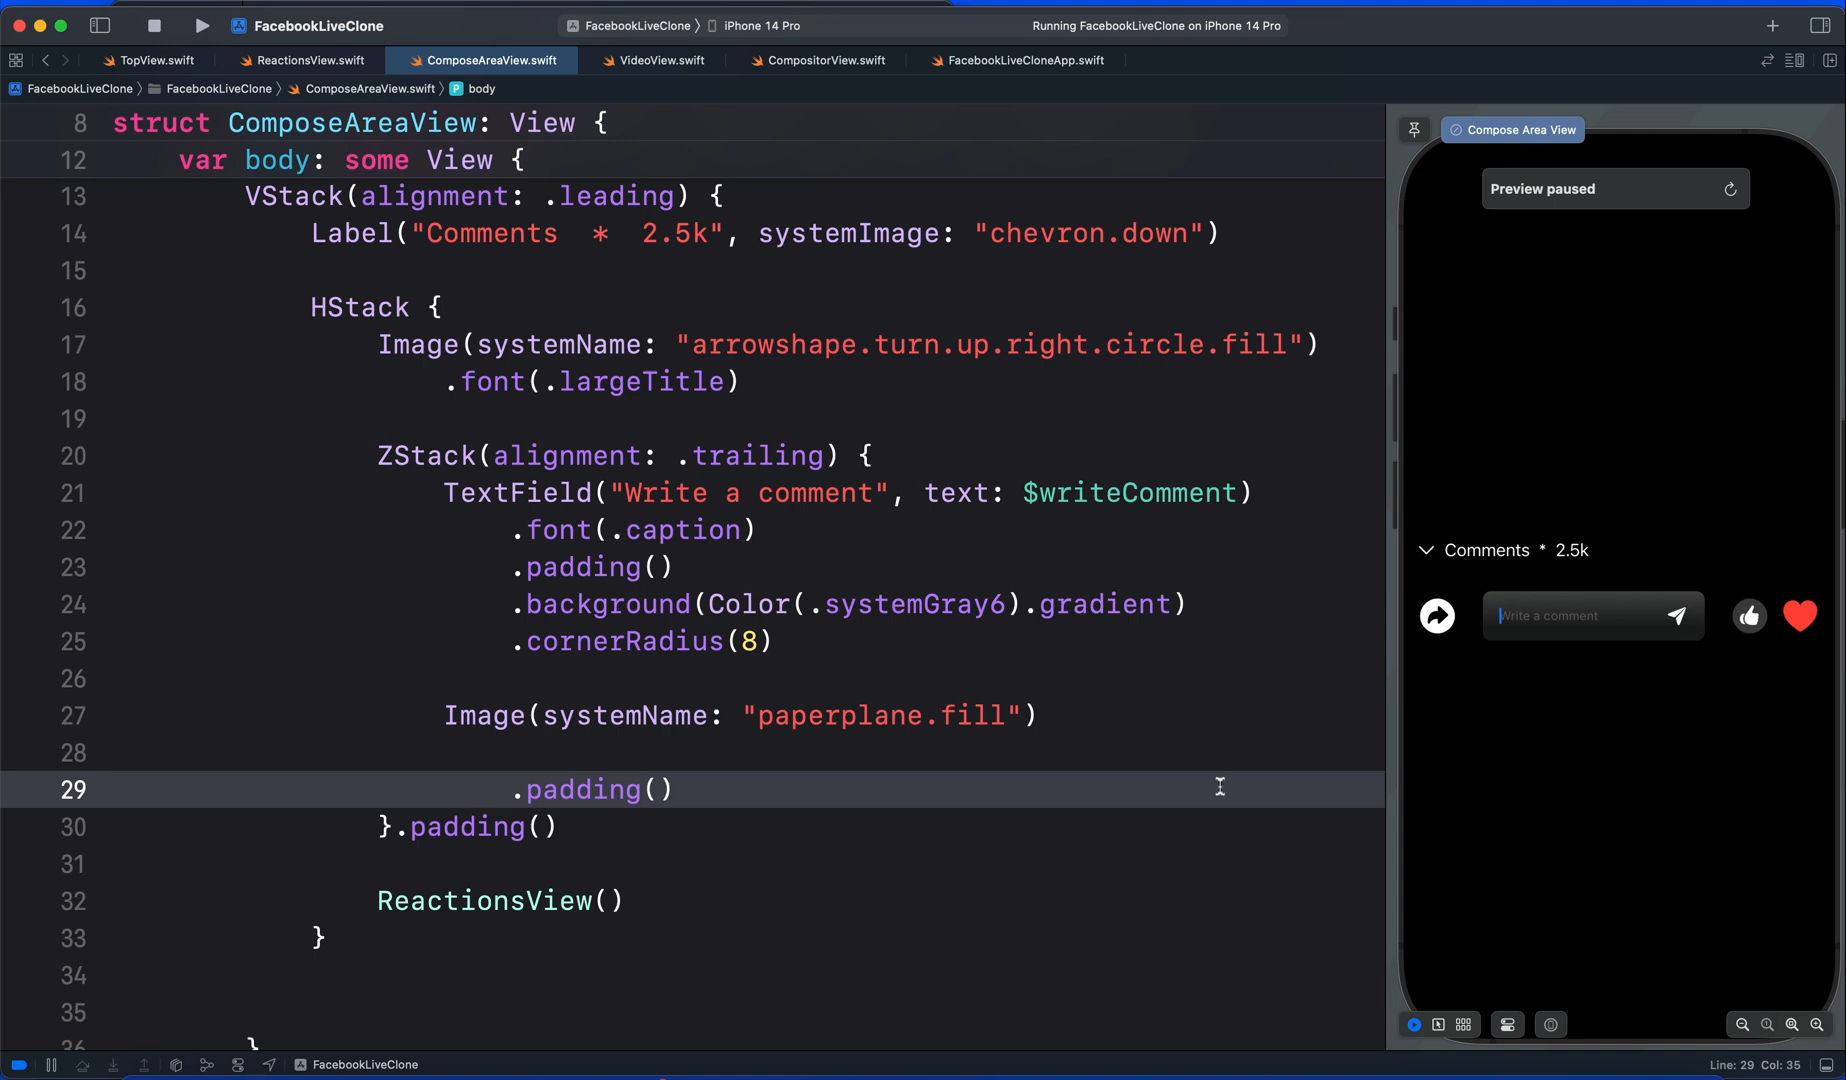 FacebookLiveClone
FacebookLiveClone 〉 iPhone 14 Pro
Running FacebookLiveClone on iPhone 14 Pro
TopView.swift
ReactionsView.swift
ComposeAreaView.swift
VideoView.swift
CompositorView.swift
FacebookLiveCloneApp.swift
FacebookLiveClone 〉 FacebookLiveClone 〉 ComposeAreaView.swift 〉 P body
8 struct ComposeAreaView: View {
12 var body: some View {
13 VStack(alignment: .leading) {
14 Label("Comments  *  2.5k", systemImage: "chevron.down")
15
16 HStack {
17 Image(systemName: "arrowshape.turn.up.right.circle.fill")
18 .font(.largeTitle)
19
20 ZStack(alignment: .trailing) {
21 TextField("Write a comment", text: $writeComment)
22 .font(.caption)
23 .padding()
24 .background(Color(.systemGray6).gradient)
25 .cornerRadius(8)
26
27 Image(systemName: "paperplane.fill")
28
29 .padding()
30 }.padding()
31
32 ReactionsView()
33 }
34
35
36 }
Compose Area View
Preview paused
Comments * 2.5k
Write a comment
FacebookLiveClone
Line: 29 Col: 35